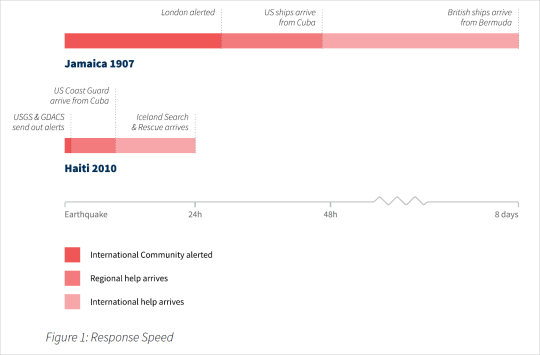 London alerted
US ships arrive
from Cuba
British ships arrive
from Bermuda
Jamaica 1907
US Coast Guard
arrive from Cuba
USGS & GDACS
send out alerts
Iceland Search
& Rescue arrives
Haiti 2010
Earthquake
24h
48h
8 days
International Community alerted
Regional help arrives
International help arrives
Figure 1: Response Speed